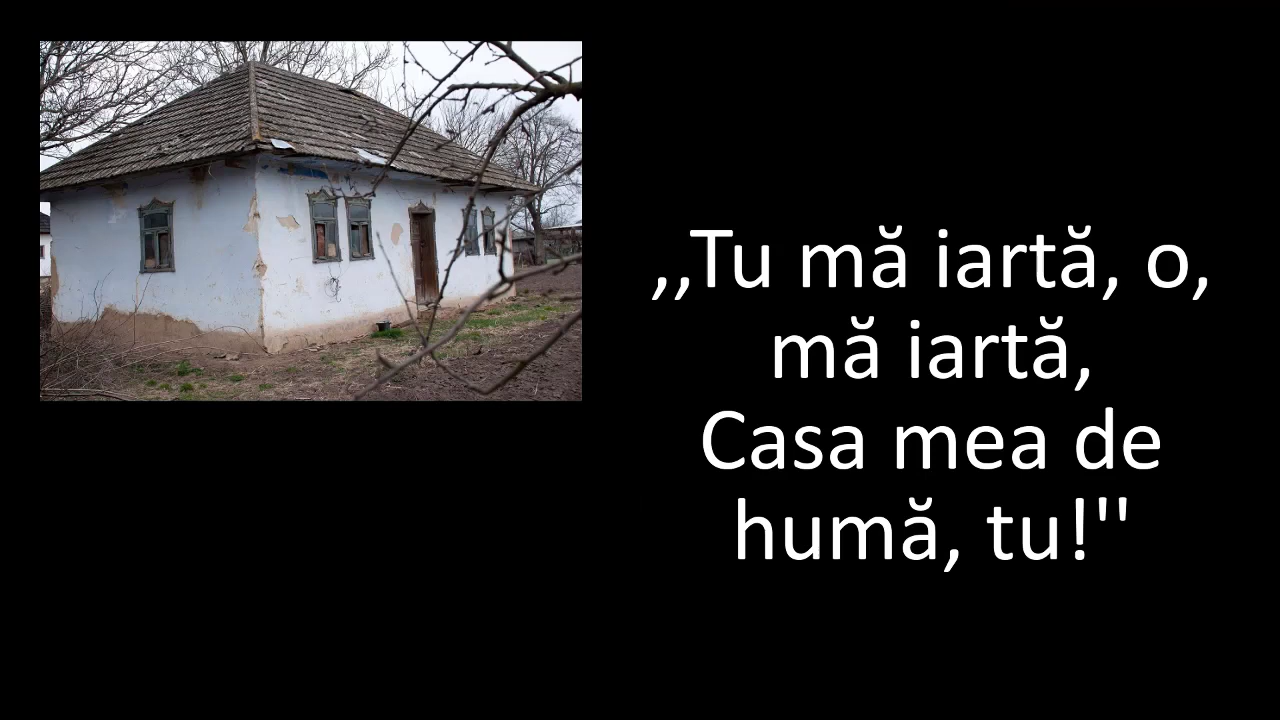 ,,Tu mă iartă, o,
mă iartă,
Casa mea de
humă, tu!''